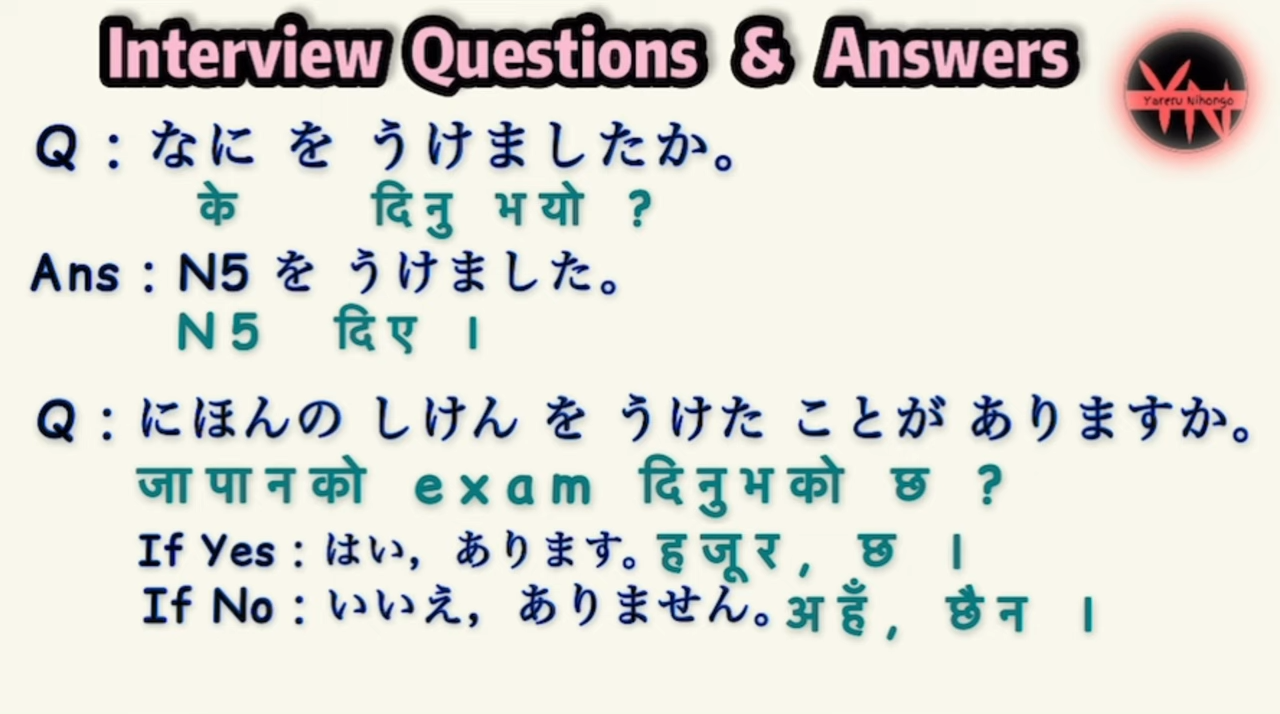 Interview Questions & Answers
Yareru Nihongo
Q : なに を うけましたか。
के दिनु भयो ?
Ans : N5 を うけました。
N5 दिए ।
Q : にほんの しけん を うけた ことが ありますか。
जापानको exam दिनुभको छ ?
If Yes : はい, あります。हजूर, छ ।
If No : いいえ, ありません。अहँ, छैन ।